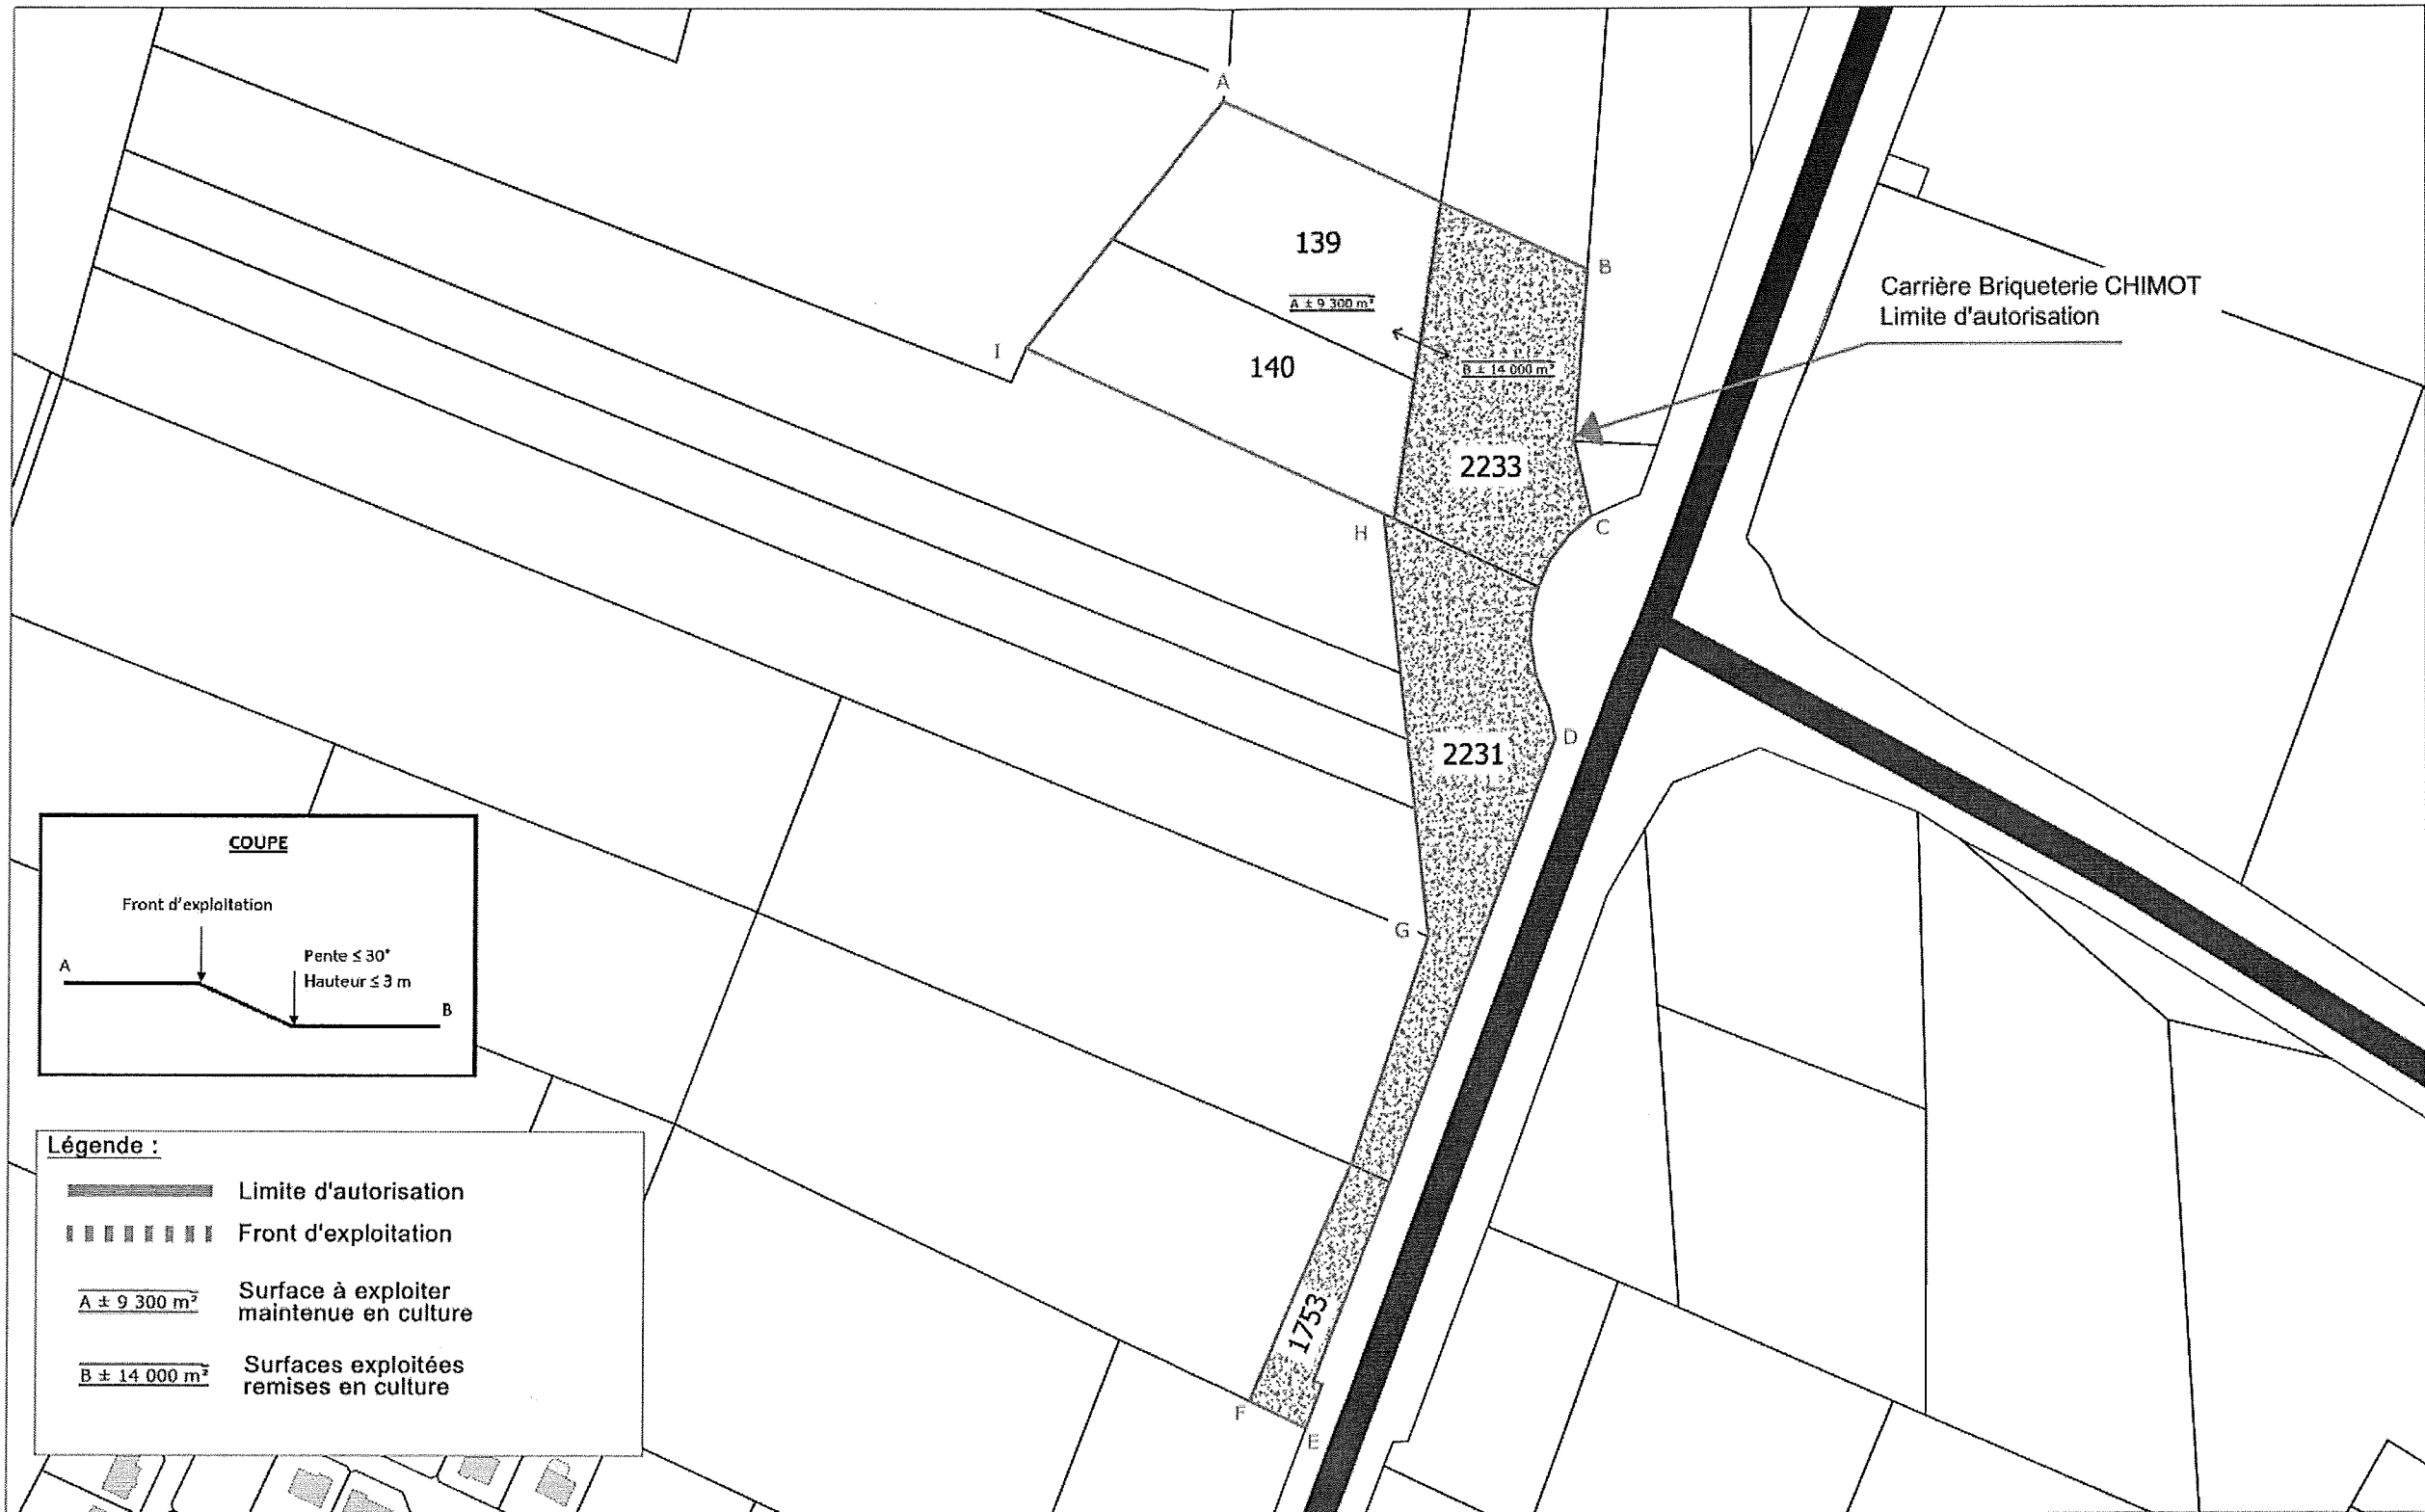 A
139
B
A ± 9 300 m²
Carrière Briqueterie CHIMOT
Limite d'autorisation
I
140
B ± 14 000 m²
2233
H
C
D
2231
COUPE
Front d'exploitation
G
Pente ≤ 30°
A
Hauteur ≤ 3 m
B
Légende :
Limite d'autorisation
Front d'exploitation
A ± 9 300 m²
Surface à exploiter
maintenue en culture
B ± 14 000 m²
Surfaces exploitées
remises en culture
1753
F
E